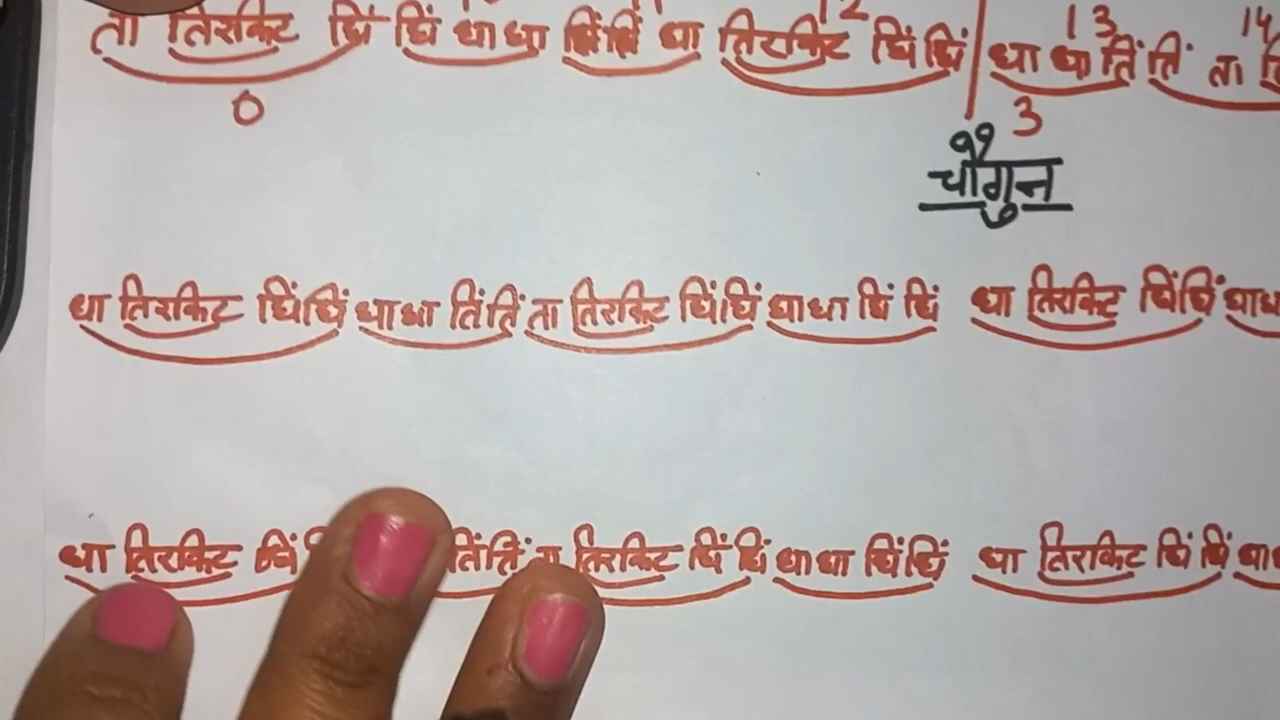 12 13 14
ता तिरकिट धिं धिं धा धा धिंधिं धा तिरकिट धिं धिं | धा धा तिं तिं ता
0 3
चौगुन
धा तिरकिट धिंधिं धाधा तिंतिं ता तिरकिट धिंधिं धाधा धिं धिं धा तिरकिट धिंधिं
धा तिरकिट धिं तिंतिं ता तिरकिट धिं धिं धाधा धिंधिं धा तिरकिट धिं धिं